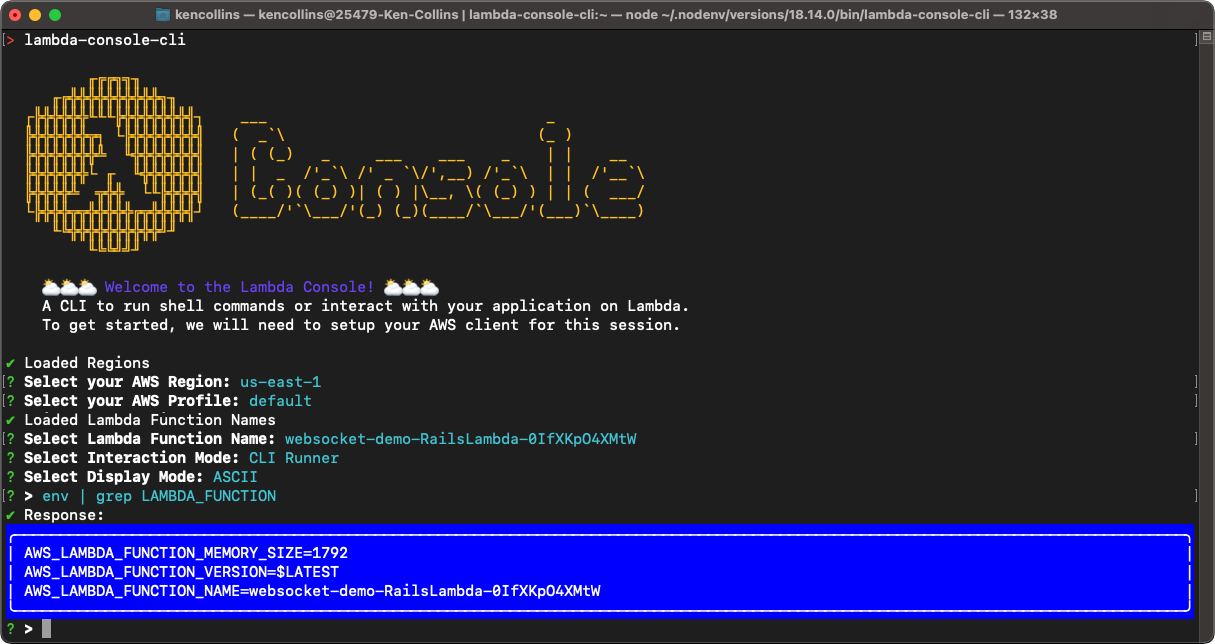 kencollins — kencollins@25479-Ken-Collins | lambda-console-cli:~ — node ~/.nodenv/versions/18.14.0/bin/lambda-console-cli — 132×38
[> lambda-console-cli ]
Console
Welcome to the Lambda Console!
A CLI to run shell commands or interact with your application on Lambda.
To get started, we will need to setup your AWS client for this session.
✔ Loaded Regions
[? Select your AWS Region: us-east-1 ]
[? Select your AWS Profile: default ]
✔ Loaded Lambda Function Names
[? Select Lambda Function Name: websocket-demo-RailsLambda-0IfXKpO4XMtW ]
? Select Interaction Mode: CLI Runner
? Select Display Mode: ASCII
[? > env | grep LAMBDA_FUNCTION ]
✔ Response:
AWS_LAMBDA_FUNCTION_MEMORY_SIZE=1792
AWS_LAMBDA_FUNCTION_VERSION=$LATEST
AWS_LAMBDA_FUNCTION_NAME=websocket-demo-RailsLambda-0IfXKpO4XMtW
? >